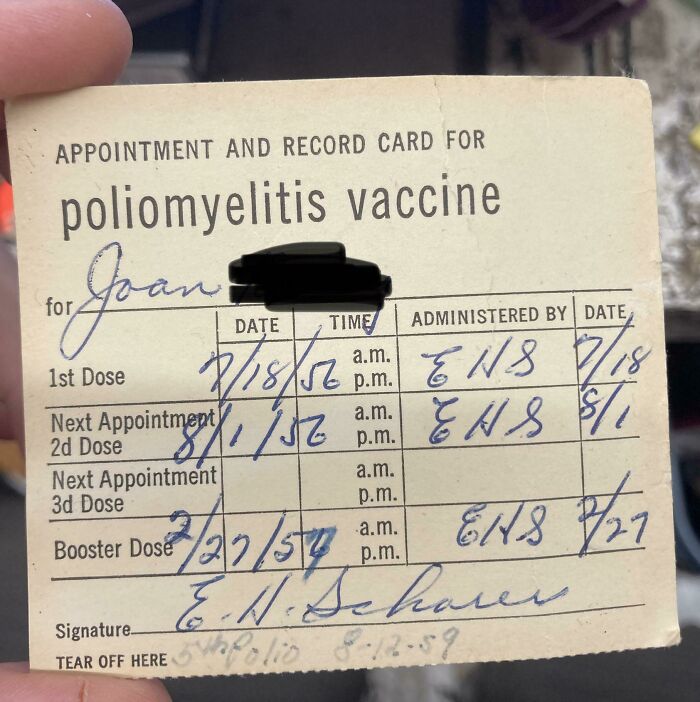 APPOINTMENT AND RECORD CARD FOR
poliomyelitis vaccine
for Joan
DATE TIME ADMINISTERED BY DATE
1st Dose 7/18/56 a.m. p.m. EHS 7/18
Next Appointment 2d Dose 8/1/56 a.m. p.m. EHS 8/1
Next Appointment 3d Dose a.m. p.m.
Booster Dose 2/27/57 a.m. p.m. EHS 2/27
Signature E. H.
TEAR OFF HERE 5th Polio 8-12-59